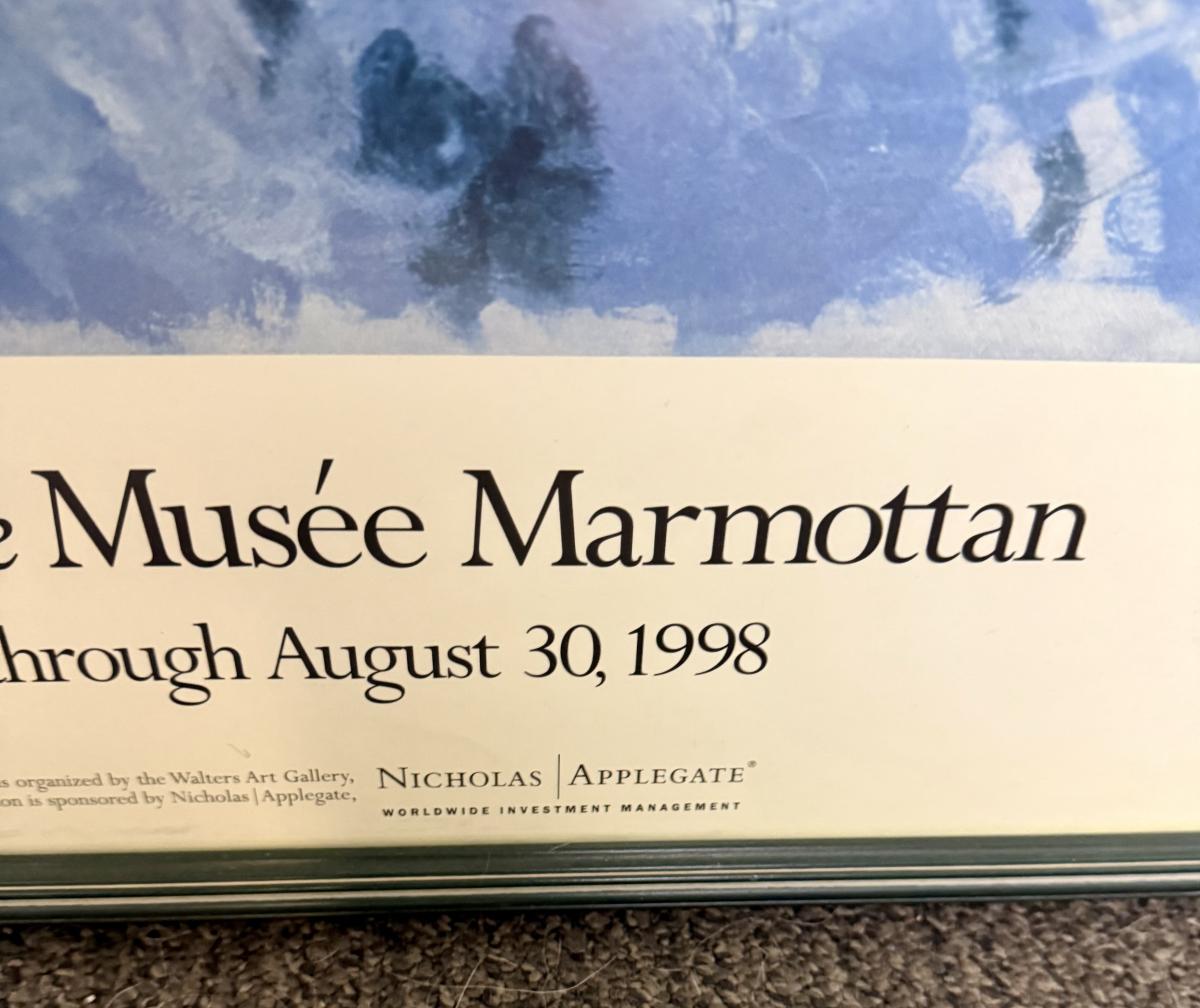 e Musée Marmottan
hrough August 30, 1998
s organized by the Walters Art Gallery,
on is sponsored by Nicholas|Applegate,
NICHOLAS|APPLEGATE®
WORLDWIDE INVESTMENT MANAGEMENT